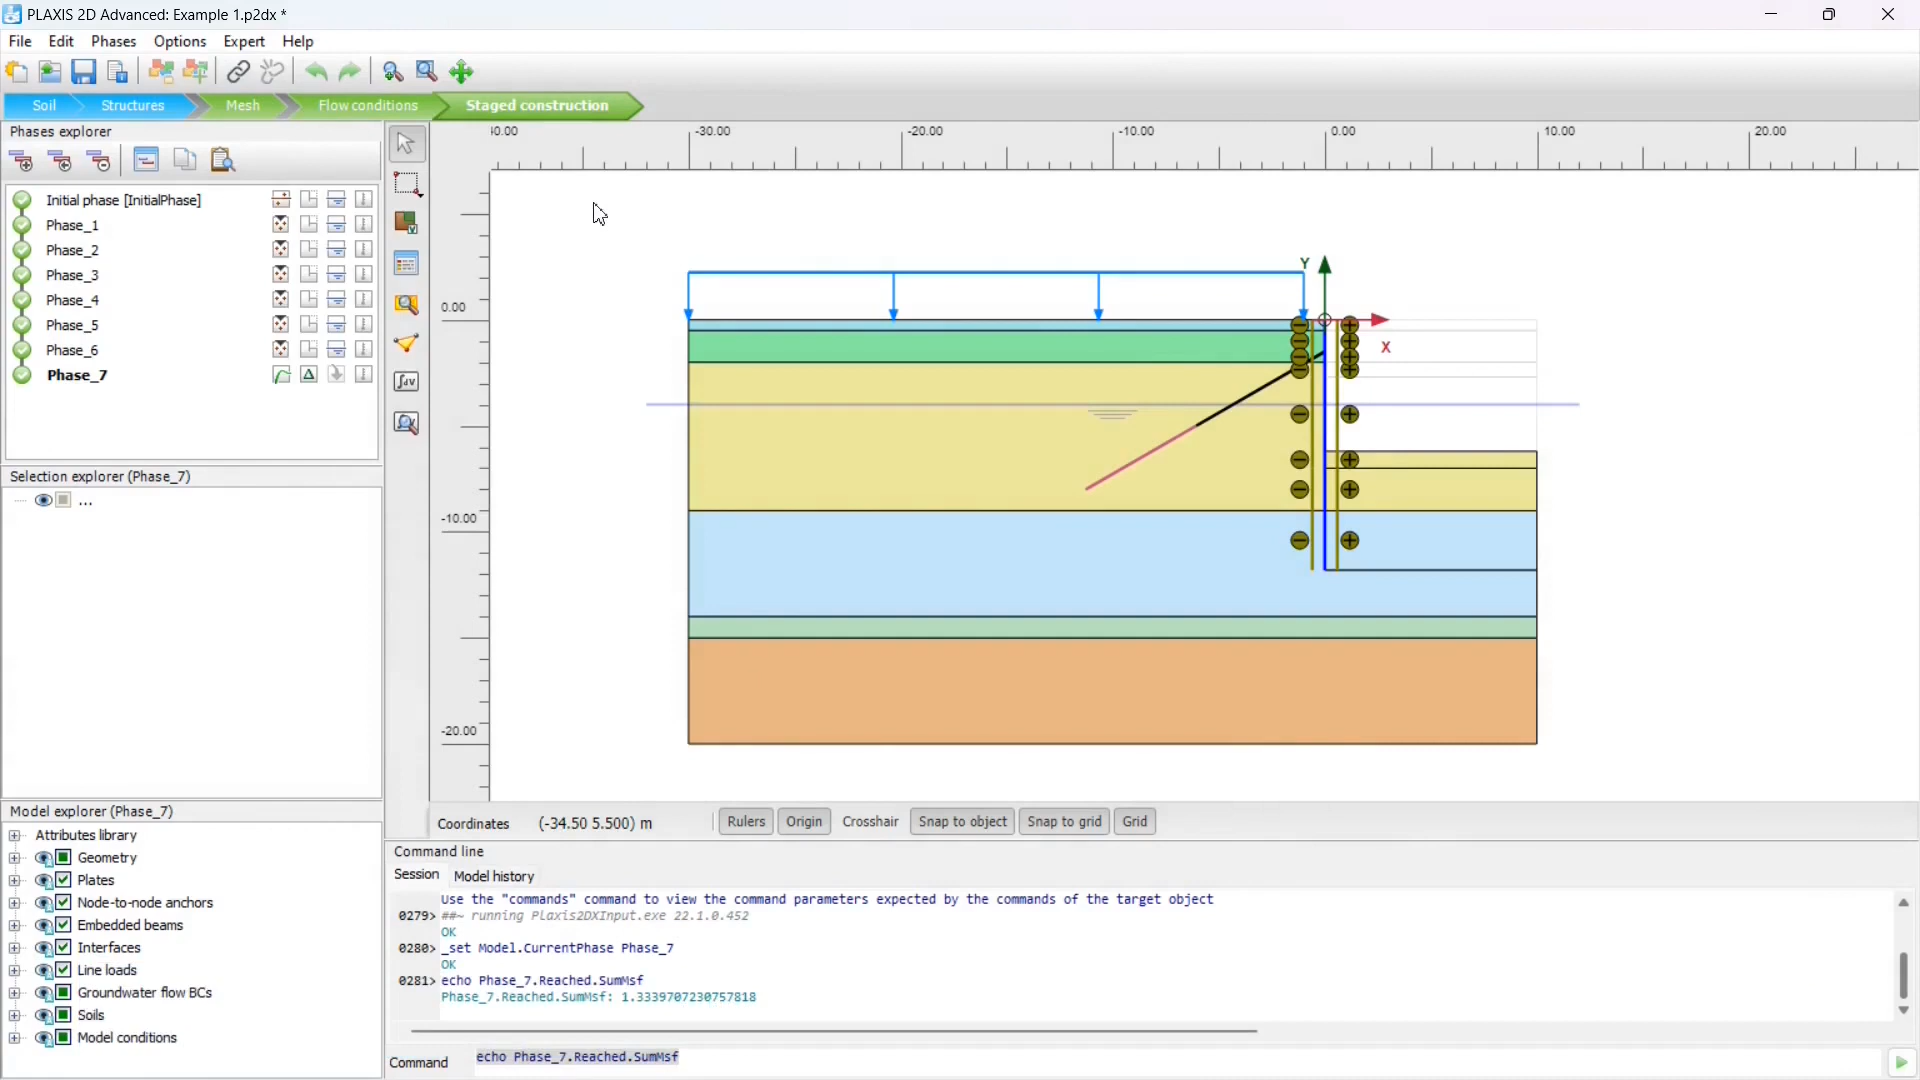 PLAXIS 2D Advanced: Example 1.p2dx *
File Edit Phases Options Expert Help
Soil Structures Mesh Flow conditions Staged construction
Phases explorer
Initial phase [InitialPhase]
Phase_1
Phase_2
Phase_3
Phase_4
Phase_5
Phase_6
Phase_7
Selection explorer (Phase_7)
...
Model explorer (Phase_7)
Attributes library
Geometry
Plates
Node-to-node anchors
Embedded beams
Interfaces
Line loads
Groundwater flow BCs
Soils
Model conditions
-30.00 -20.00 -10.00 0.00 10.00 20.00
0.00
-10.00
-20.00
Y
X
Coordinates (-34.50 5.500) m Rulers Origin Crosshair Snap to object Snap to grid Grid
Command line
Session Model history
Use the "commands" command to view the command parameters expected by the commands of the target object
0279> ##~ running Plaxis2DXInput.exe 22.1.0.452
OK
0280> _set Model.CurrentPhase Phase_7
OK
0281> echo Phase_7.Reached.SumMsf
Phase_7.Reached.SumMsf: 1.3339707230757818
Command echo Phase_7.Reached.SumMsf